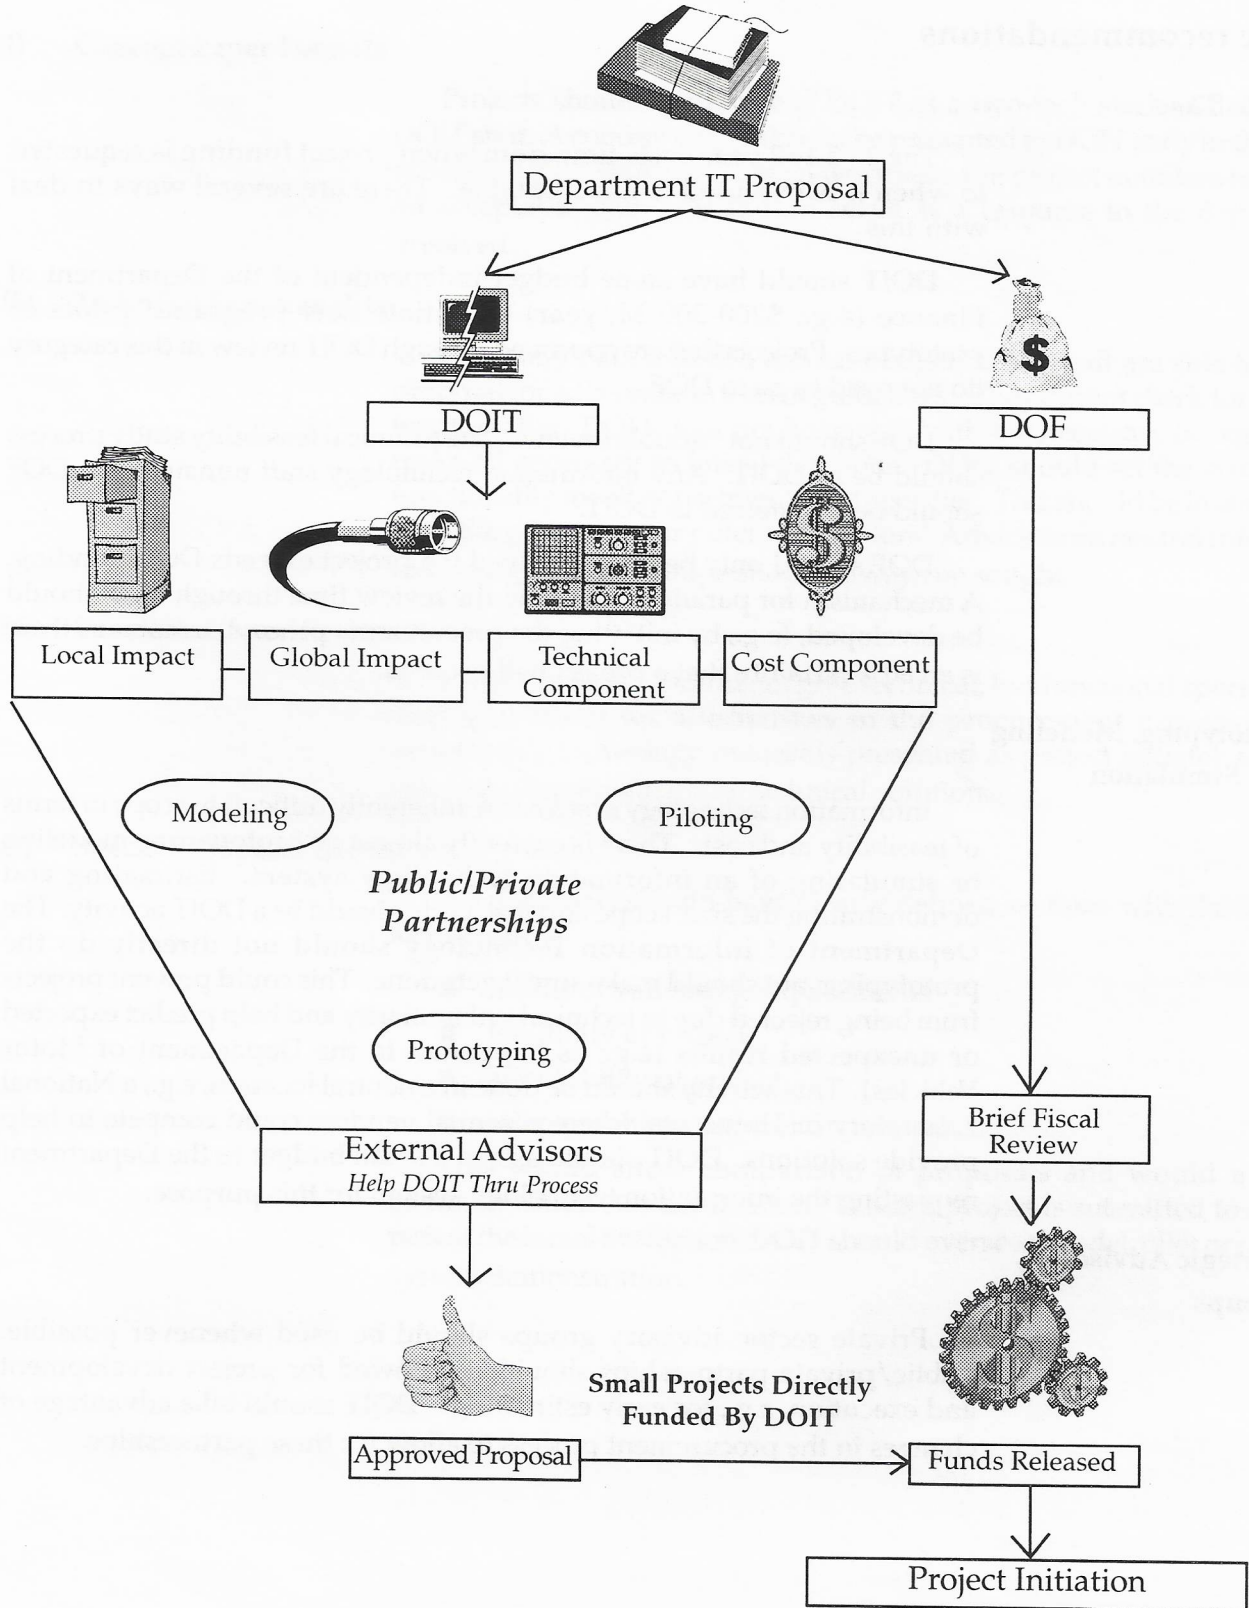 Department IT Proposal
DOIT
DOF
$
$
Local Impact
Global Impact
Technical
Component
Cost Component
Modeling
Piloting
Public/Private
Partnerships
Prototyping
External Advisors
Help DOIT Thru Process
Brief Fiscal
Review
Small Projects Directly
Funded By DOIT
Approved Proposal
Funds Released
Project Initiation